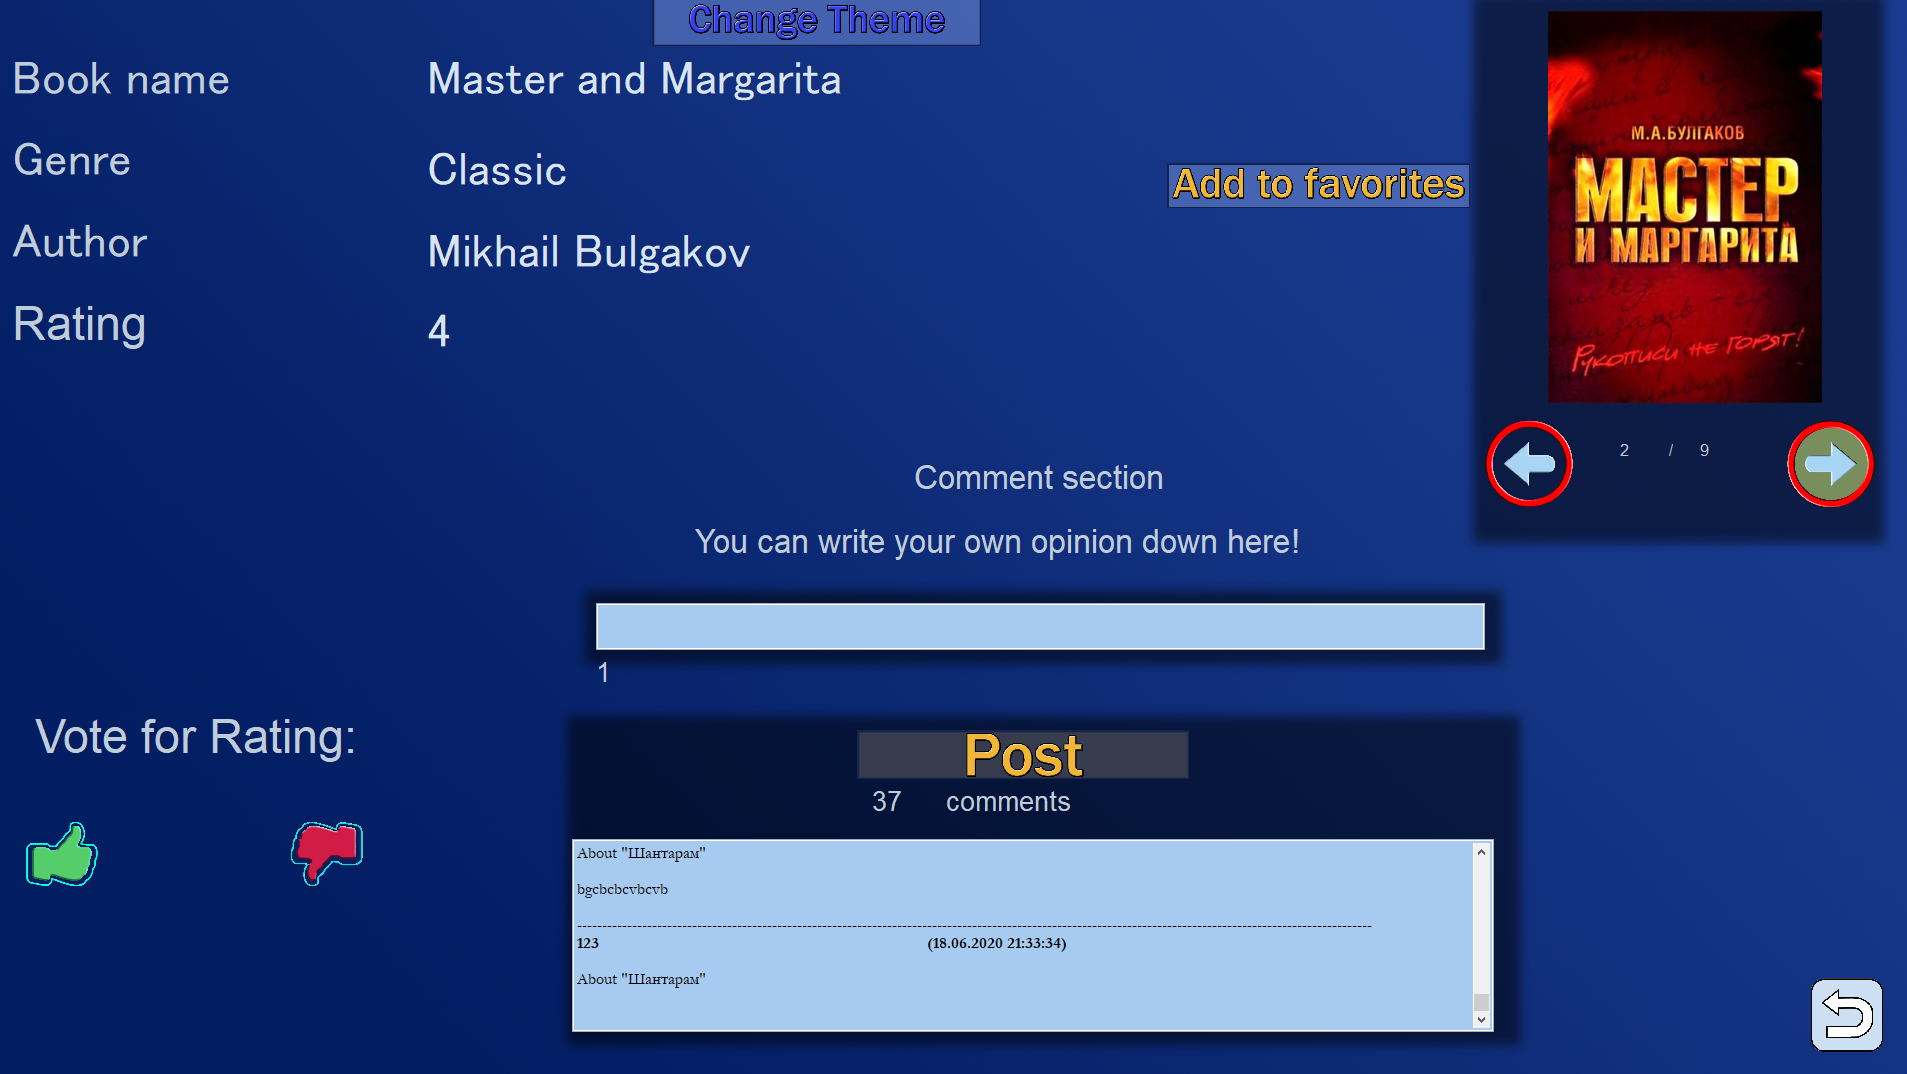 Change Theme
Book name
Master and Margarita
Genre
Classic
Author
Mikhail Bulgakov
Rating
4
Add to favorites
М.А.БУЛГАКОВ
МАСТЕР
И МАРГАРИТА
Рукописи не горят!
2 / 9
Comment section
You can write your own opinion down here!
1
Vote for Rating:
Post
37 comments
About "Шантарам"
bgcbcbcvbcvb
--------------------------------------------------------------------------------------------------------------------------------------------------------------
123 (18.06.2020 21:33:34)
About "Шантарам"